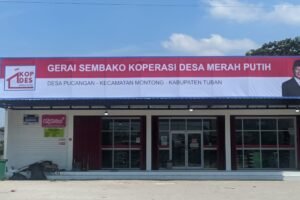 KOP
DES
GERAI SEMBAKO KOPERASI DESA MERAH PUTIH
DESA PUCANGAN - KECAMATAN MONTONG - KABUPATEN TUBAN